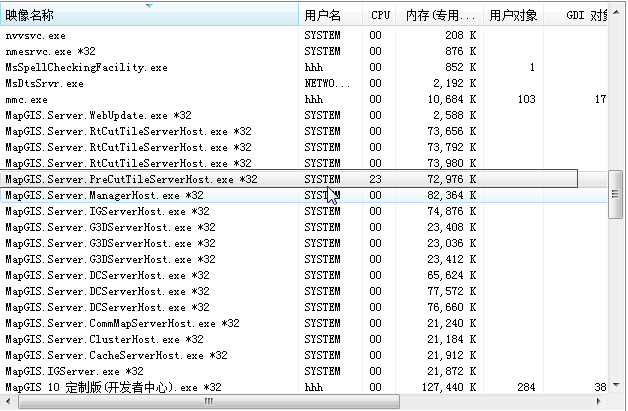 映像名称 用户名 CPU 内存(专用... 用户对象 GDI 对
nvvsvc.exe SYSTEM 00 208 K
nmesrvc.exe *32 SYSTEM 00 876 K
MsSpellCheckingFacility.exe hhh 00 852 K 1
MsDtsSrvr.exe NETWO... 00 2,192 K
mmc.exe hhh 00 10,684 K 103 17
MapGIS.Server.WebUpdate.exe *32 SYSTEM 00 2,588 K
MapGIS.Server.RtCutTileServerHost.exe *32 SYSTEM 00 73,656 K
MapGIS.Server.RtCutTileServerHost.exe *32 SYSTEM 00 73,792 K
MapGIS.Server.RtCutTileServerHost.exe *32 SYSTEM 00 73,980 K
MapGIS.Server.PreCutTileServerHost.exe *32 SYSTEM 23 72,976 K
MapGIS.Server.ManagerHost.exe *32 SYSTEM 00 82,364 K
MapGIS.Server.IGServerHost.exe *32 SYSTEM 00 74,876 K
MapGIS.Server.G3DServerHost.exe *32 SYSTEM 00 23,408 K
MapGIS.Server.G3DServerHost.exe *32 SYSTEM 00 23,036 K
MapGIS.Server.G3DServerHost.exe *32 SYSTEM 00 23,412 K
MapGIS.Server.DCServerHost.exe *32 SYSTEM 00 65,624 K
MapGIS.Server.DCServerHost.exe *32 SYSTEM 00 77,572 K
MapGIS.Server.DCServerHost.exe *32 SYSTEM 00 76,660 K
MapGIS.Server.CommMapServerHost.exe *32 SYSTEM 00 21,240 K
MapGIS.Server.ClusterHost.exe *32 SYSTEM 00 21,184 K
MapGIS.Server.CacheServerHost.exe *32 SYSTEM 00 21,912 K
MapGIS.IGServer.exe *32 SYSTEM 00 21,872 K
MapGIS 10 定制版(开发者中心).exe *32 hhh 00 127,440 K 284 38